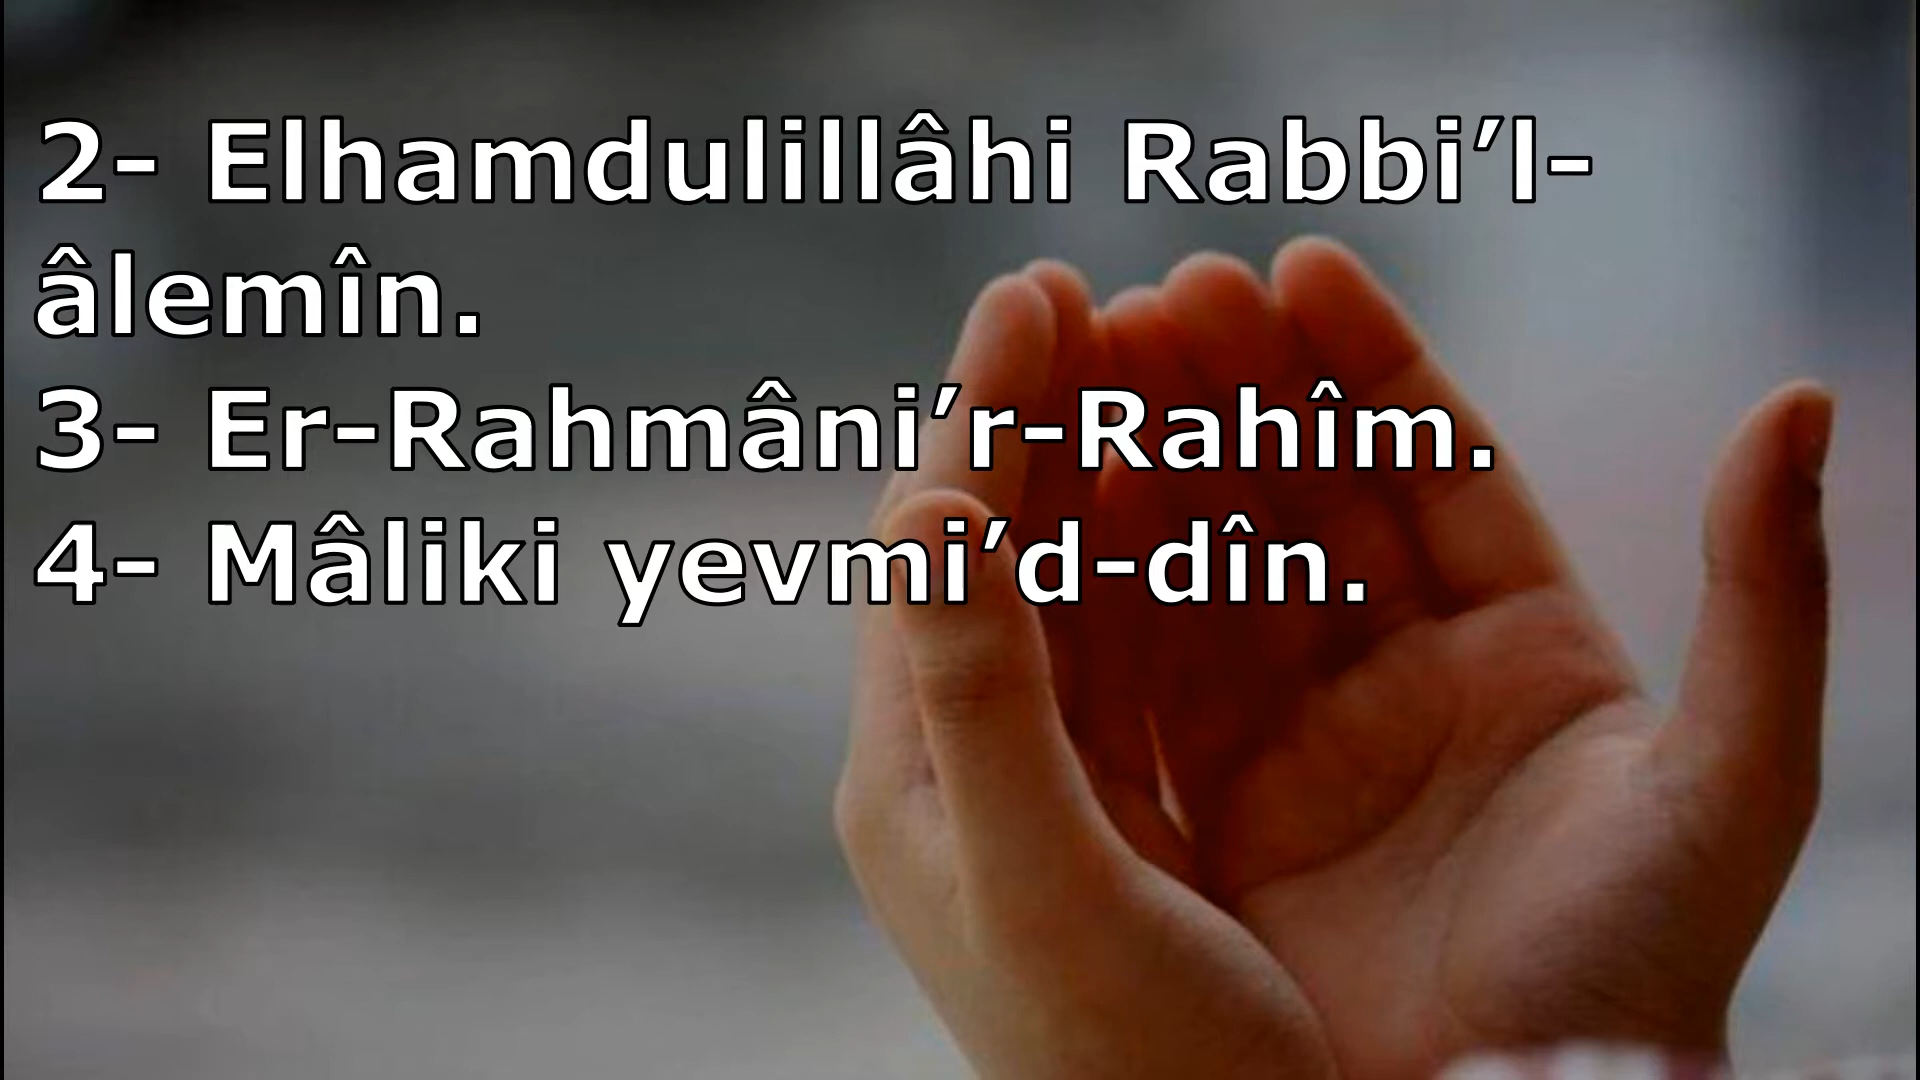 2- Elhamdulillâhi Rabbi’l-
âlemîn.
3- Er-Rahmâni’r-Rahîm.
4- Mâliki yevmi’d-dîn.